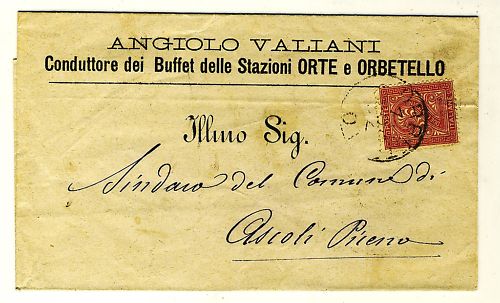 ANGIOLO VALIANI
Conduttore dei Buffet delle Stazioni ORTE e ORBETELLO
Illmo Sig.
Sindaco del Comune di
Ascoli Piceno